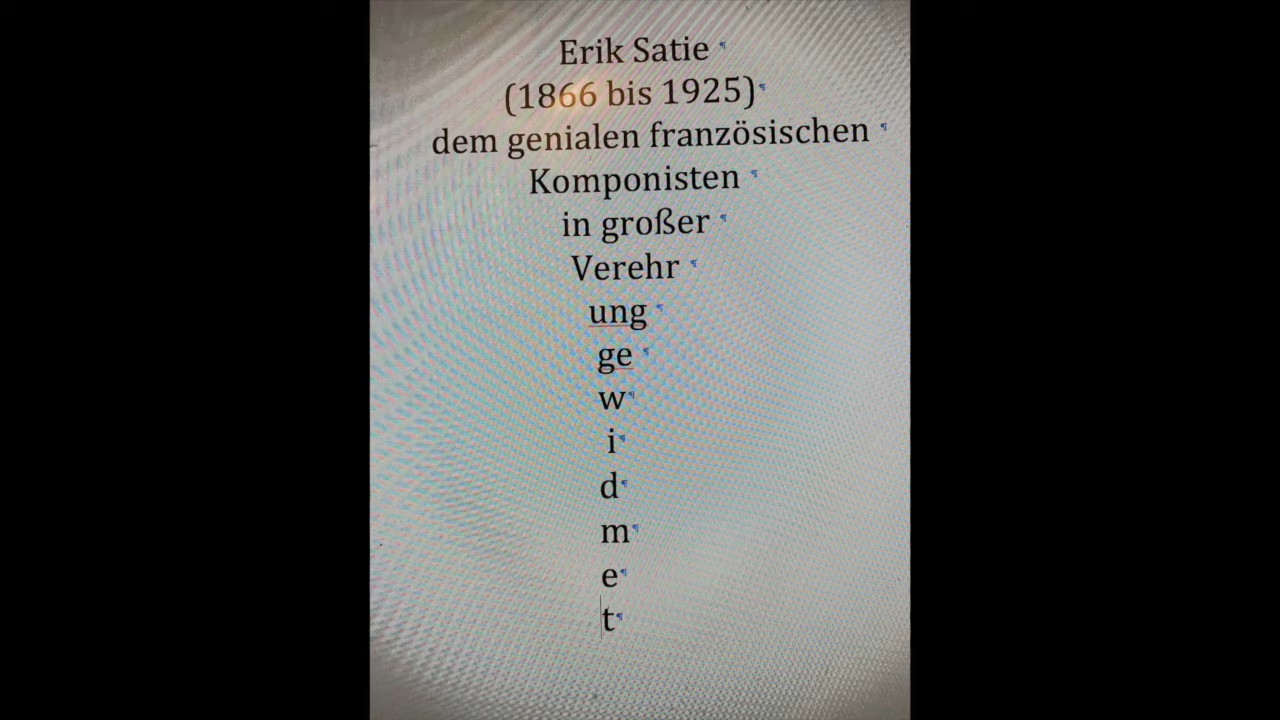 Erik Satie
(1866 bis 1925)
dem genialen französischen
Komponisten
in großer
Verehr
ung
ge
w
i
d
m
e
t